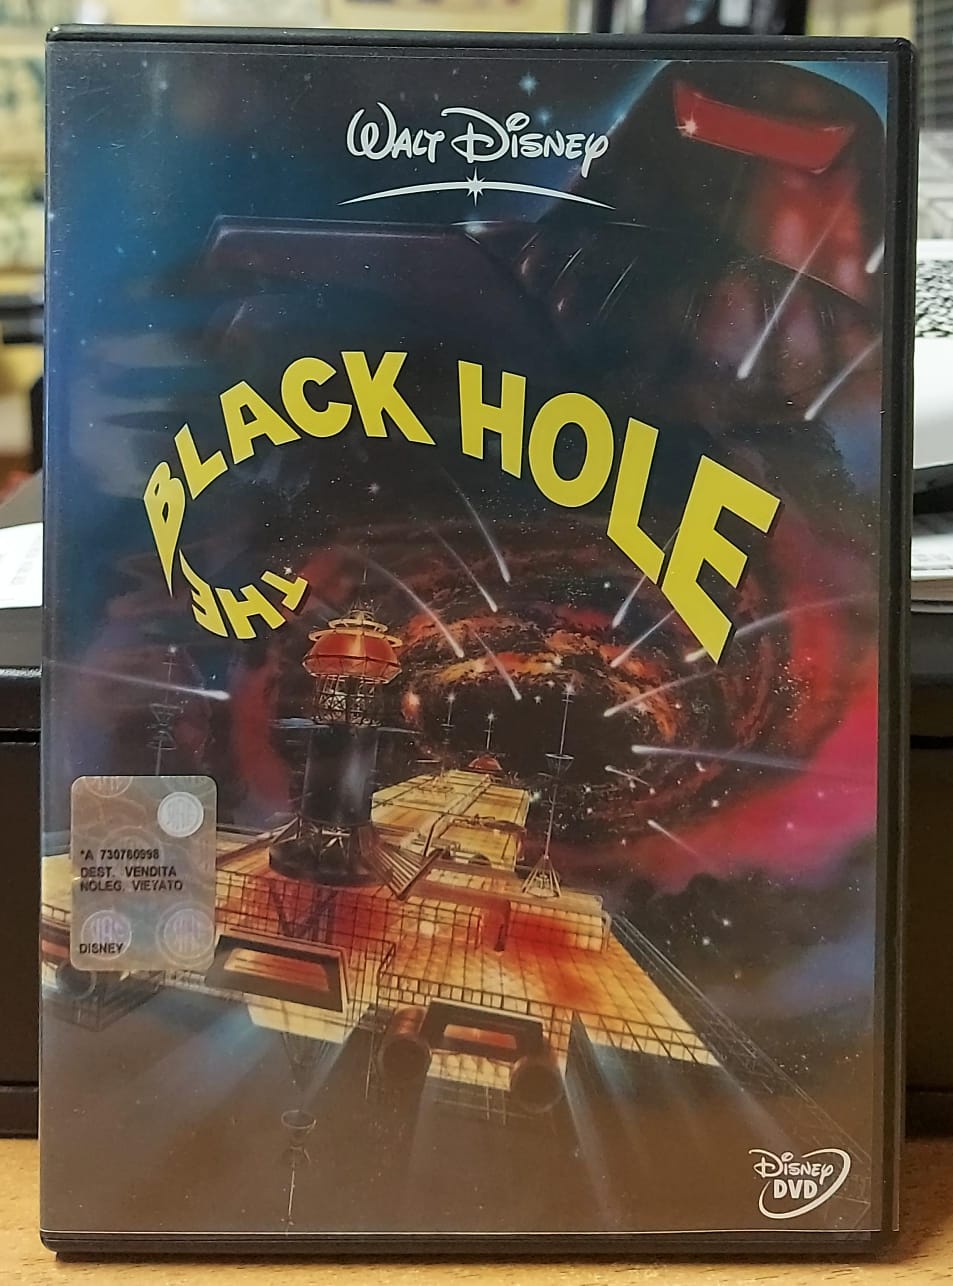 WALT DISNEY
THE BLACK HOLE
*A 730760998
DEST. VENDITA
NOLEG. VIETATO
DISNEY
DISNEY
DVD